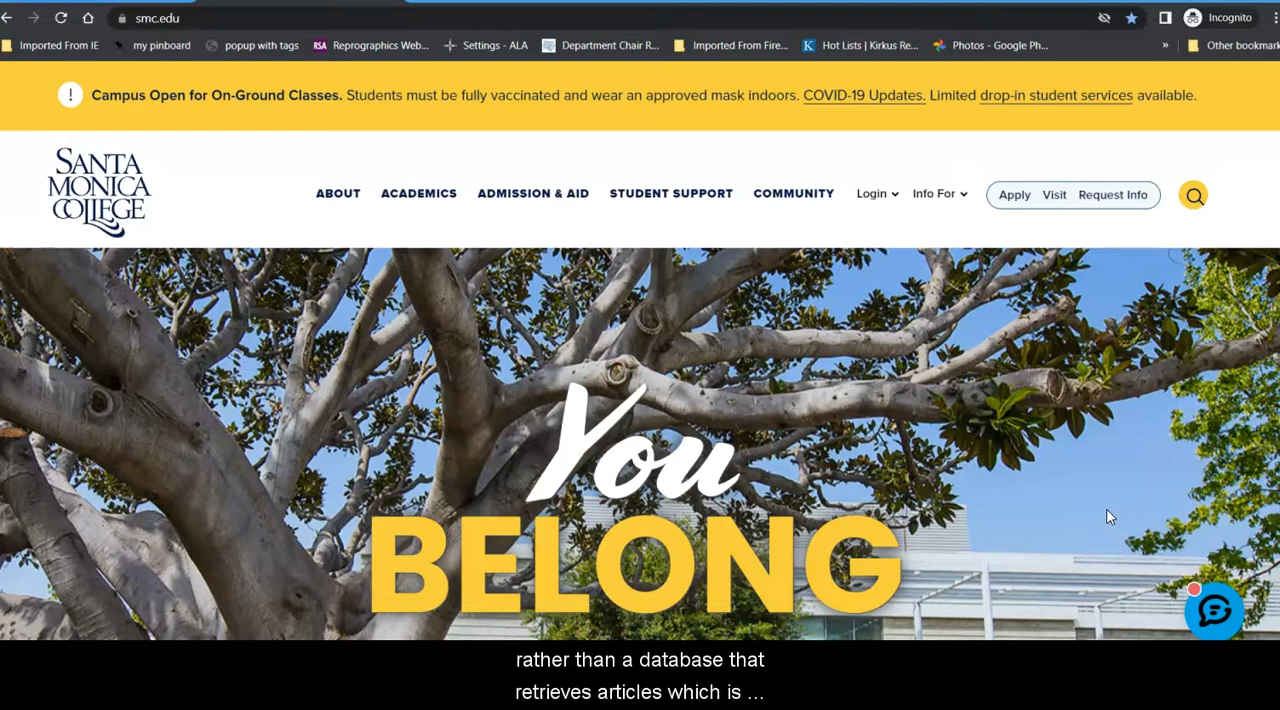 smc.edu
Incognito
Imported From IE
my pinboard
popup with tags
RSA Reprographics Web...
Settings - ALA
Department Chair R...
Imported From Fire...
K Hot Lists | Kirkus Re...
Photos - Google Ph...
»
Other bookmark
! Campus Open for On-Ground Classes. Students must be fully vaccinated and wear an approved mask indoors. COVID-19 Updates. Limited drop-in student services available.
SANTA
MONICA
COLLEGE
ABOUT ACADEMICS ADMISSION & AID STUDENT SUPPORT COMMUNITY Login Info For Apply Visit Request Info
You
BELONG
rather than a database that
retrieves articles which is ...